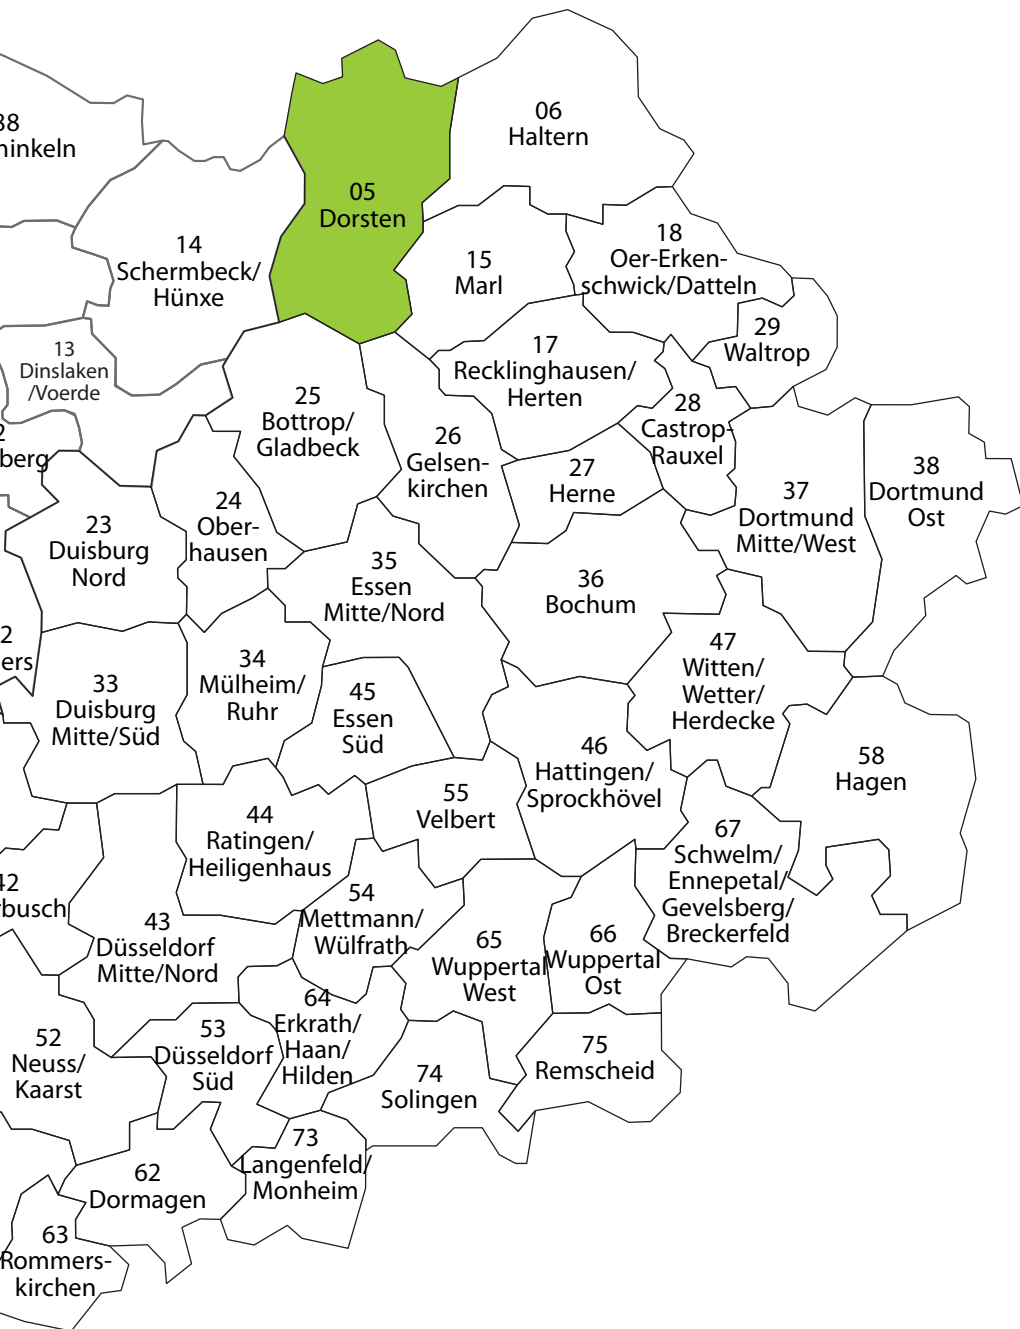 38
06
Haltern
05
Dorsten
14
Schermbeck/
Hünxe
15
Marl
18
Oer-Erken-
schwick/Datteln
29
Waltrop
13
Dinslaken
/Voerde
17
Recklinghausen/
Herten
25
Bottrop/
Gladbeck
28
Castrop-
Rauxel
26
Gelsen-
kirchen
27
Herne
38
Dortmund
Ost
37
Dortmund
Mitte/West
24
Ober-
hausen
23
Duisburg
Nord
35
Essen
Mitte/Nord
36
Bochum
47
Witten/
Wetter/
Herdecke
34
Mülheim/
Ruhr
33
Duisburg
Mitte/Süd
45
Essen
Süd
46
Hattingen/
Sprockhövel
58
Hagen
55
Velbert
44
Ratingen/
Heiligenhaus
67
Schwelm/
Ennepetal/
Gevelsberg/
Breckerfeld
42
54
Mettmann/
Wülfrath
43
Düsseldorf
Mitte/Nord
65
Wuppertal
West
66
Wuppertal
Ost
64
Erkrath/
Haan/
Hilden
53
Düsseldorf
Süd
52
Neuss/
Kaarst
75
Remscheid
74
Solingen
73
Langenfeld/
Monheim
62
Dormagen
63
Rommers-
kirchen